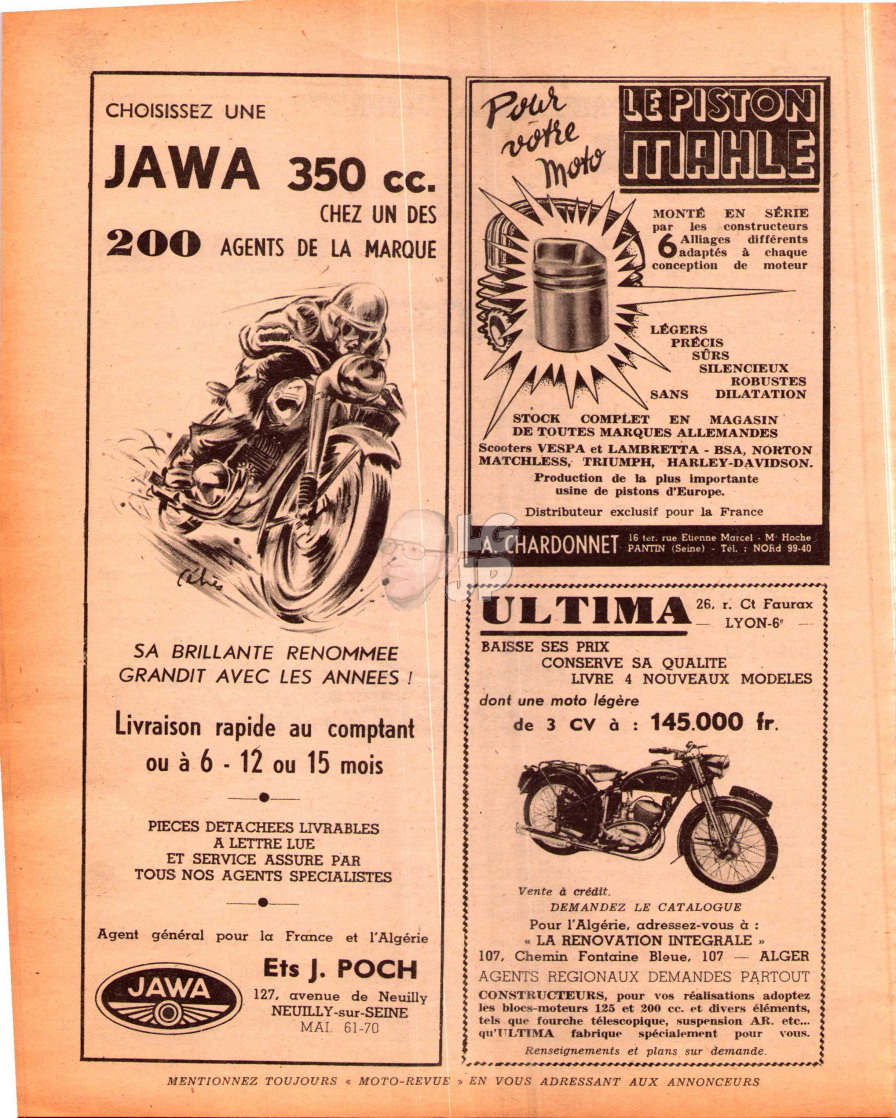 CHOISISSEZ UNE
JAWA 350 cc.
CHEZ UN DES
200 AGENTS DE LA MARQUE
SA BRILLANTE RENOMMEE
GRANDIT AVEC LES ANNEES !
Livraison rapide au comptant
ou à 6 - 12 ou 15 mois
PIECES DETACHEES LIVRABLES
A LETTRE LUE
ET SERVICE ASSURE PAR
TOUS NOS AGENTS SPECIALISTES
Agent général pour la France et l'Algérie
JAWA
Ets J. POCH
127, avenue de Neuilly
NEUILLY-sur-SEINE
MAI. 61-70
Pour
votre
Moto
LE PISTON
MAHLE
MONTÉ EN SÉRIE
par les constructeurs
6 Alliages différents
adaptés à chaque
conception de moteur
LÉGERS
PRÉCIS
SÛRS
SILENCIEUX
ROBUSTES
SANS DILATATION
STOCK COMPLET EN MAGASIN
DE TOUTES MARQUES ALLEMANDES
Scooters VESPA et LAMBRETTA - BSA, NORTON
MATCHLESS, TRIUMPH, HARLEY-DAVIDSON.
Production de la plus importante
usine de pistons d'Europe.
Distributeur exclusif pour la France
A. CHARDONNET
16 ter, rue Etienne Marcel - Mº Hoche
PANTIN (Seine) - Tél. : NORd 99-40
ULTIMA
26, r. Ct Faurax
— LYON-6e —
BAISSE SES PRIX
CONSERVE SA QUALITE
LIVRE 4 NOUVEAUX MODELES
dont une moto légère
de 3 CV à : 145.000 fr.
Vente à crédit.
DEMANDEZ LE CATALOGUE
Pour l'Algérie, adressez-vous à :
« LA RENOVATION INTEGRALE »
107, Chemin Fontaine Bleue, 107 — ALGER
AGENTS REGIONAUX DEMANDES PARTOUT
CONSTRUCTEURS, pour vos réalisations adoptez
les blocs-moteurs 125 et 200 cc. et divers éléments,
tels que fourche télescopique, suspension AR. etc...
qu'ULTIMA fabrique spécialement pour vous.
Renseignements et plans sur demande.
MENTIONNEZ TOUJOURS « MOTO-REVUE » EN VOUS ADRESSANT AUX ANNONCEURS